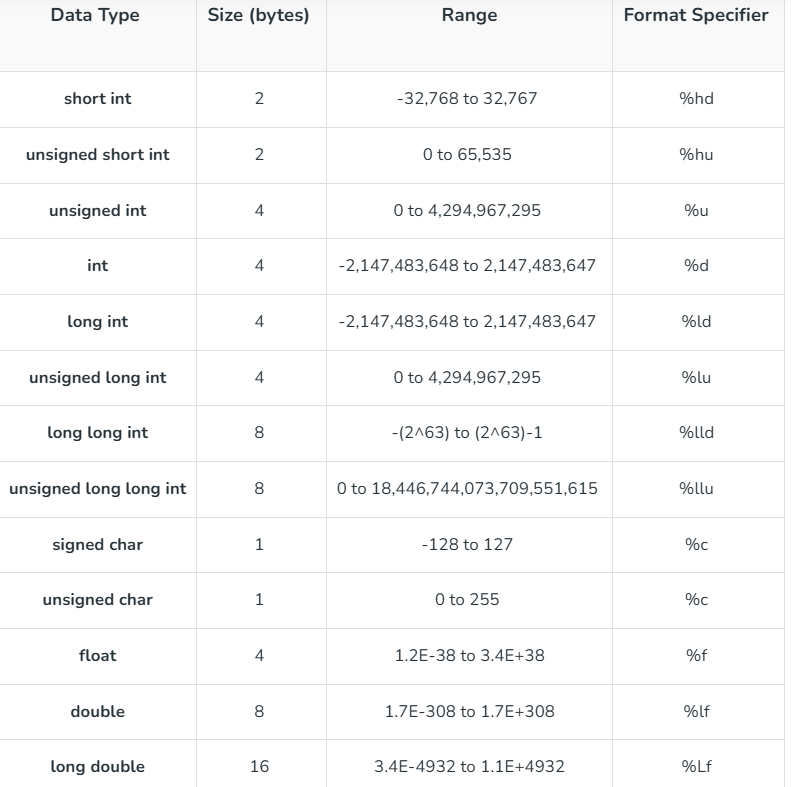 Data Type Size (bytes) Range Format Specifier
short int 2 -32,768 to 32,767 %hd
unsigned short int 2 0 to 65,535 %hu
unsigned int 4 0 to 4,294,967,295 %u
int 4 -2,147,483,648 to 2,147,483,647 %d
long int 4 -2,147,483,648 to 2,147,483,647 %ld
unsigned long int 4 0 to 4,294,967,295 %lu
long long int 8 -(2^63) to (2^63)-1 %lld
unsigned long long int 8 0 to 18,446,744,073,709,551,615 %llu
signed char 1 -128 to 127 %c
unsigned char 1 0 to 255 %c
float 4 1.2E-38 to 3.4E+38 %f
double 8 1.7E-308 to 1.7E+308 %lf
long double 16 3.4E-4932 to 1.1E+4932 %Lf